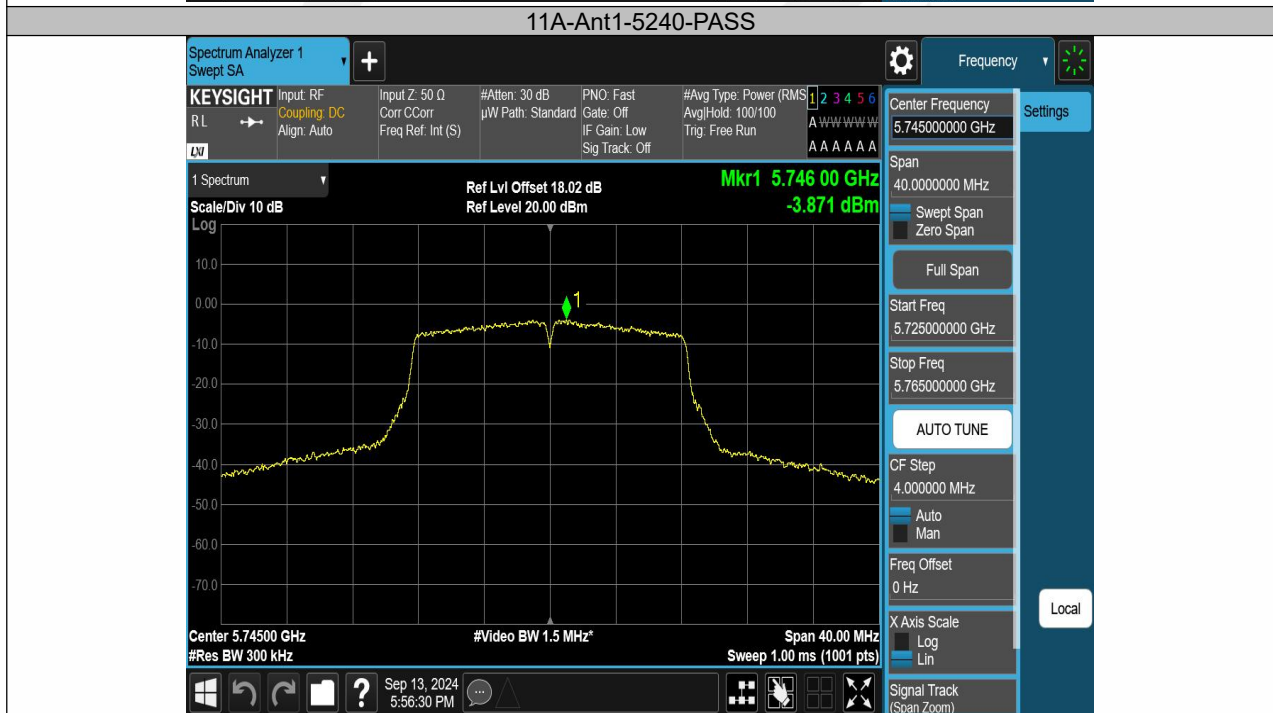 11A-Ant1-5240-PASS
Spectrum Analyzer 1
Swept SA
+
Frequency
KEYSIGHT
RL
LXI
Input: RF
Coupling: DC
Align: Auto
Input Z: 50 Ω
Corr CCorr
Freq Ref: Int (S)
#Atten: 30 dB
µW Path: Standard
PNO: Fast
Gate: Off
IF Gain: Low
Sig Track: Off
#Avg Type: Power (RMS
Avg|Hold: 100/100
Trig: Free Run
1 2 3 4 5 6
A W W W W W
A A A A A A
Center Frequency
5.745000000 GHz
Settings
Span
40.0000000 MHz
Swept Span
Zero Span
Full Span
Start Freq
5.725000000 GHz
Stop Freq
5.765000000 GHz
AUTO TUNE
CF Step
4.000000 MHz
Auto
Man
Freq Offset
0 Hz
X Axis Scale
Log
Lin
Signal Track
(Span Zoom)
Local
1 Spectrum
Scale/Div 10 dB
Ref Lvl Offset 18.02 dB
Ref Level 20.00 dBm
Mkr1 5.746 00 GHz
-3.871 dBm
Log
10.0
0.00
-10.0
-20.0
-30.0
-40.0
-50.0
-60.0
-70.0
1
Center 5.74500 GHz
#Res BW 300 kHz
#Video BW 1.5 MHz*
Span 40.00 MHz
Sweep 1.00 ms (1001 pts)
?
Sep 13, 2024
5:56:30 PM